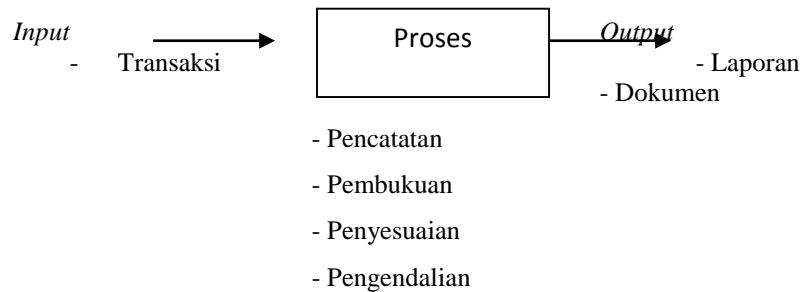 Input
- Transaksi
Proses
Output
- Laporan
- Dokumen
- Pencatatan
- Pembukuan
- Penyesuaian
- Pengendalian